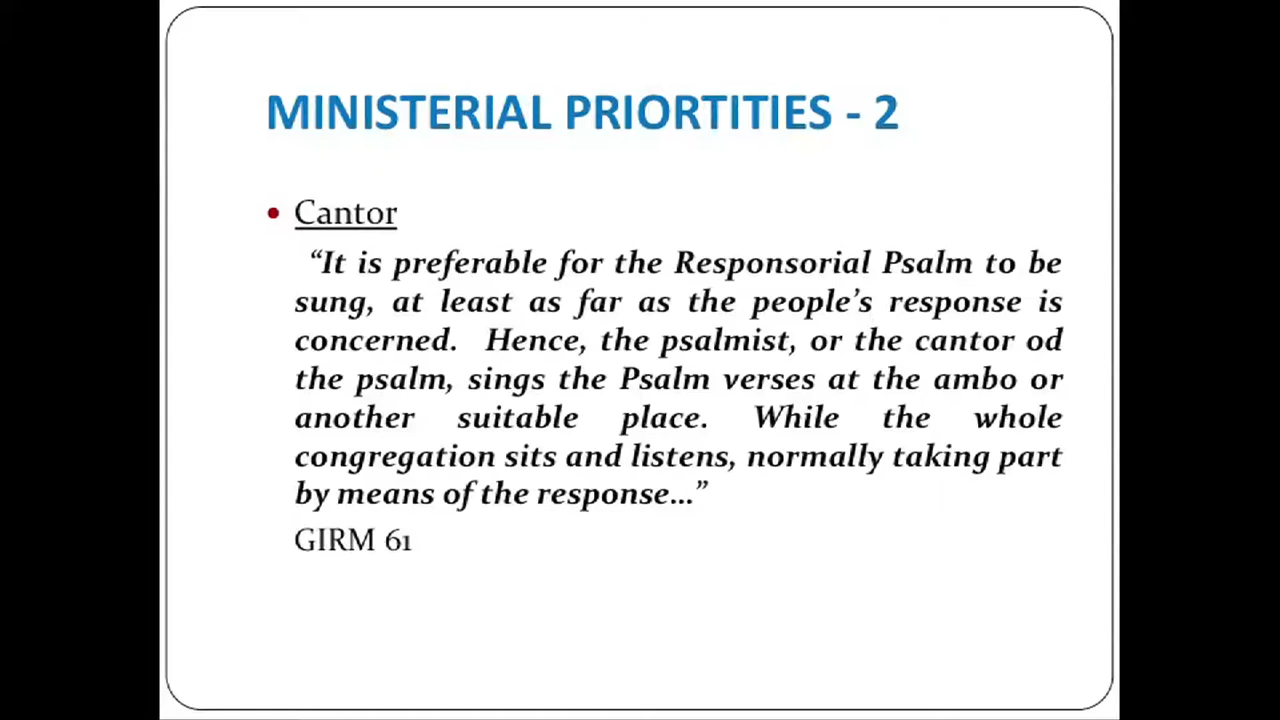 MINISTERIAL PRIORTITIES - 2
• Cantor
“It is preferable for the Responsorial Psalm to be
sung, at least as far as the people’s response is
concerned. Hence, the psalmist, or the cantor od
the psalm, sings the Psalm verses at the ambo or
another suitable place. While the whole
congregation sits and listens, normally taking part
by means of the response…”
GIRM 61